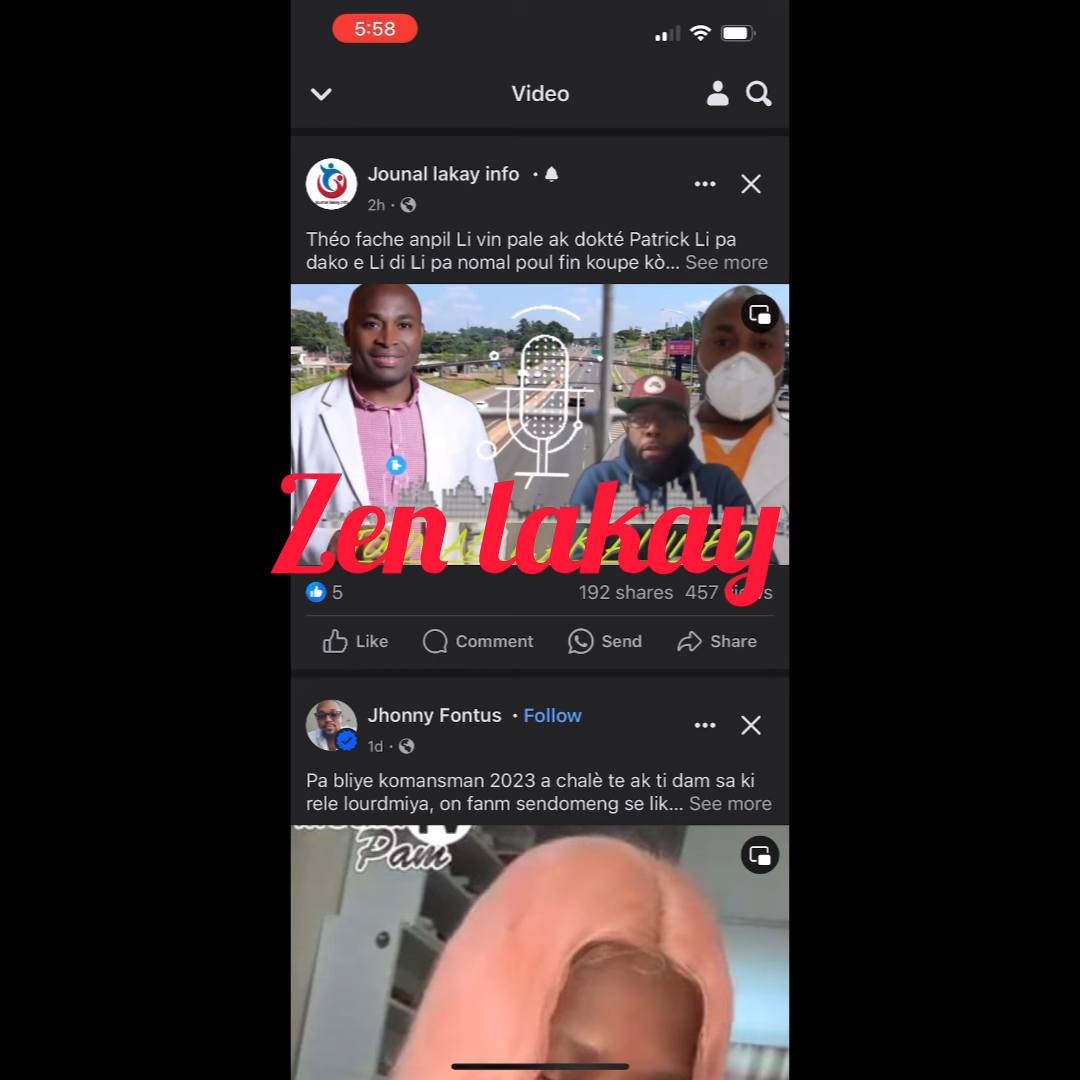 5:58
Video
Jounal lakay info
2h
Théo fache anpil Li vin pale ak dokté Patrick Li pa
dako e Li di Li pa nomal poul fin koupe kò... See more
Zen lakay
5
192 shares 457
Like Comment Send Share
Jhonny Fontus · Follow
1d
Pa bliye komansman 2023 a chalè te ak ti dam sa ki
rele lourdmiya, on fanm sendomeng se lik... See more
Pam